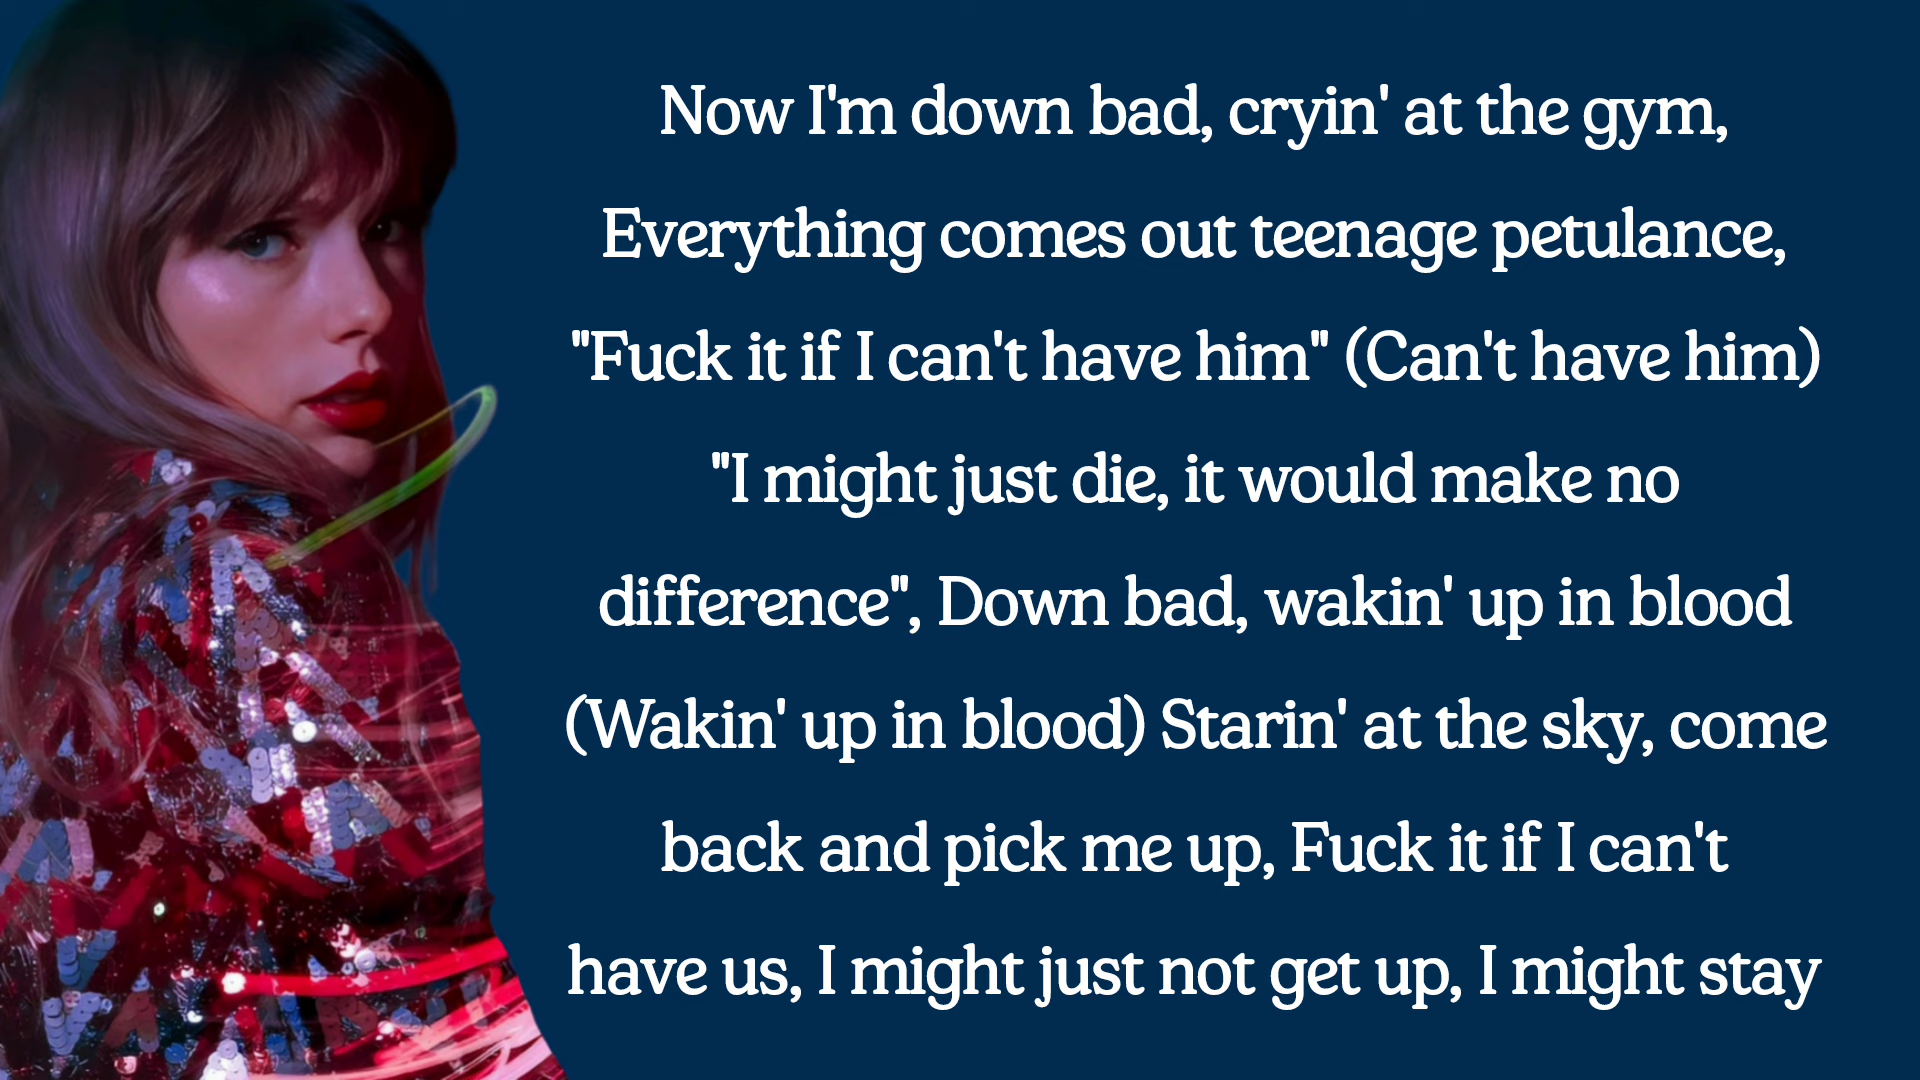 Now I'm down bad, cryin' at the gym,
Everything comes out teenage petulance,
"Fuck it if I can't have him" (Can't have him)
"I might just die, it would make no
difference", Down bad, wakin' up in blood
(Wakin' up in blood) Starin' at the sky, come
back and pick me up, Fuck it if I can't
have us, I might just not get up, I might stay